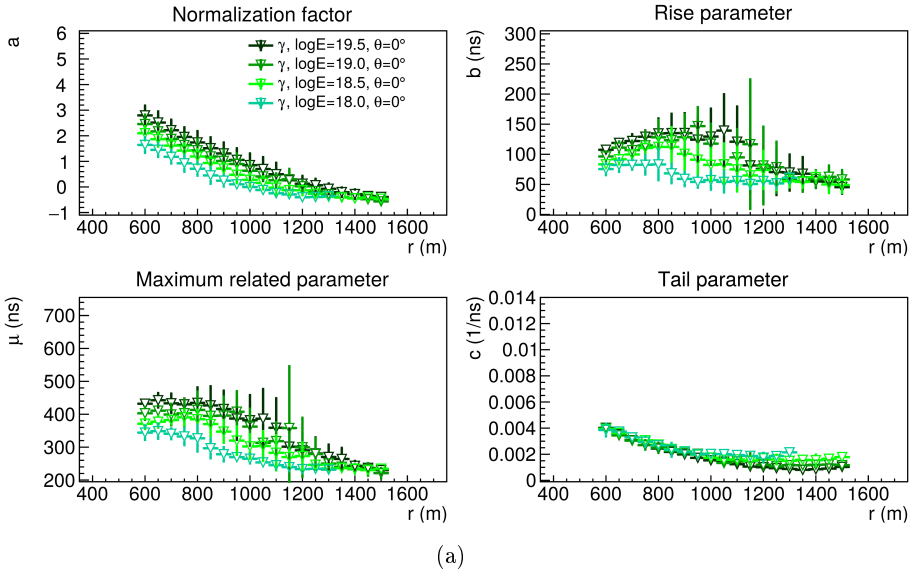 Normalization factor
a
6
5
4
3
2
1
0
−1
γ, logE=19.5, θ=0°
γ, logE=19.0, θ=0°
γ, logE=18.5, θ=0°
γ, logE=18.0, θ=0°
400 600 800 1000 1200 1400 1600
r (m)
Rise parameter
b (ns)
300
250
200
150
100
50
0
400 600 800 1000 1200 1400 1600
r (m)
Maximum related parameter
μ (ns)
700
600
500
400
300
200
400 600 800 1000 1200 1400 1600
r (m)
Tail parameter
c (1/ns)
0.014
0.012
0.01
0.008
0.006
0.004
0.002
0
400 600 800 1000 1200 1400 1600
r (m)
(a)